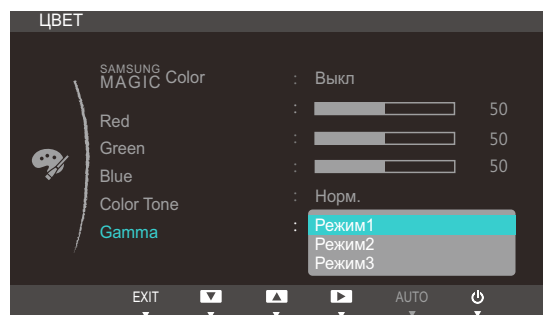 ЦВЕТ
SAMSUNG
MAGIC Color : Выкл
Red : 50
Green : 50
Blue : 50
Color Tone : Норм.
Gamma : Режим1
Режим2
Режим3
EXIT AUTO